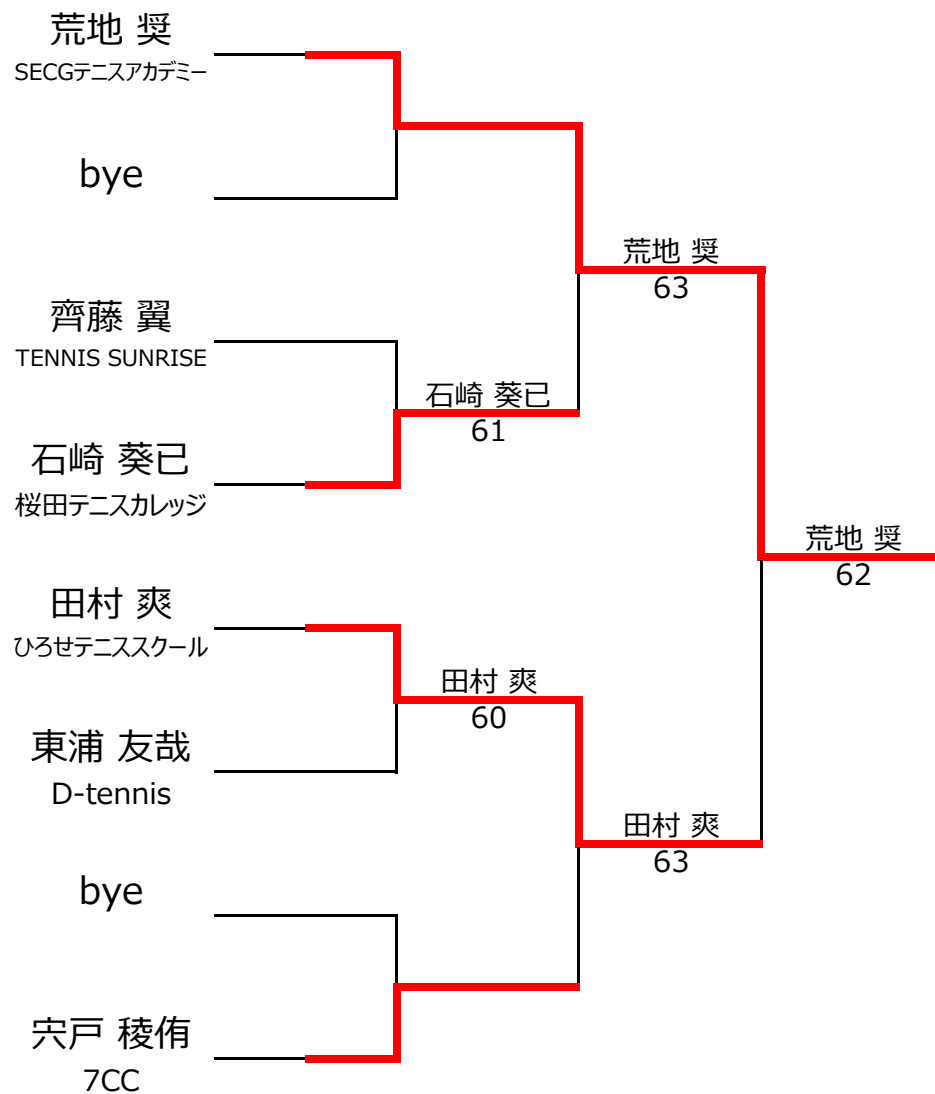 荒地 奨
SECGテニスアカデミー
bye
齊藤 翼
TENNIS SUNRISE
石崎 葵已
桜田テニスカレッジ
田村 爽
ひろせテニススクール
東浦 友哉
D-tennis
bye
宍戸 稜侑
7CC
石崎 葵已
61
田村 爽
60
荒地 奨
63
田村 爽
63
荒地 奨
62